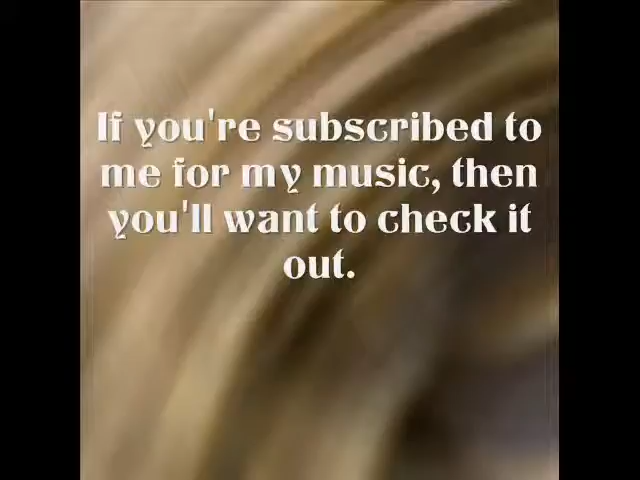 If you're subscribed to
me for my music, then
you'll want to check it
out.